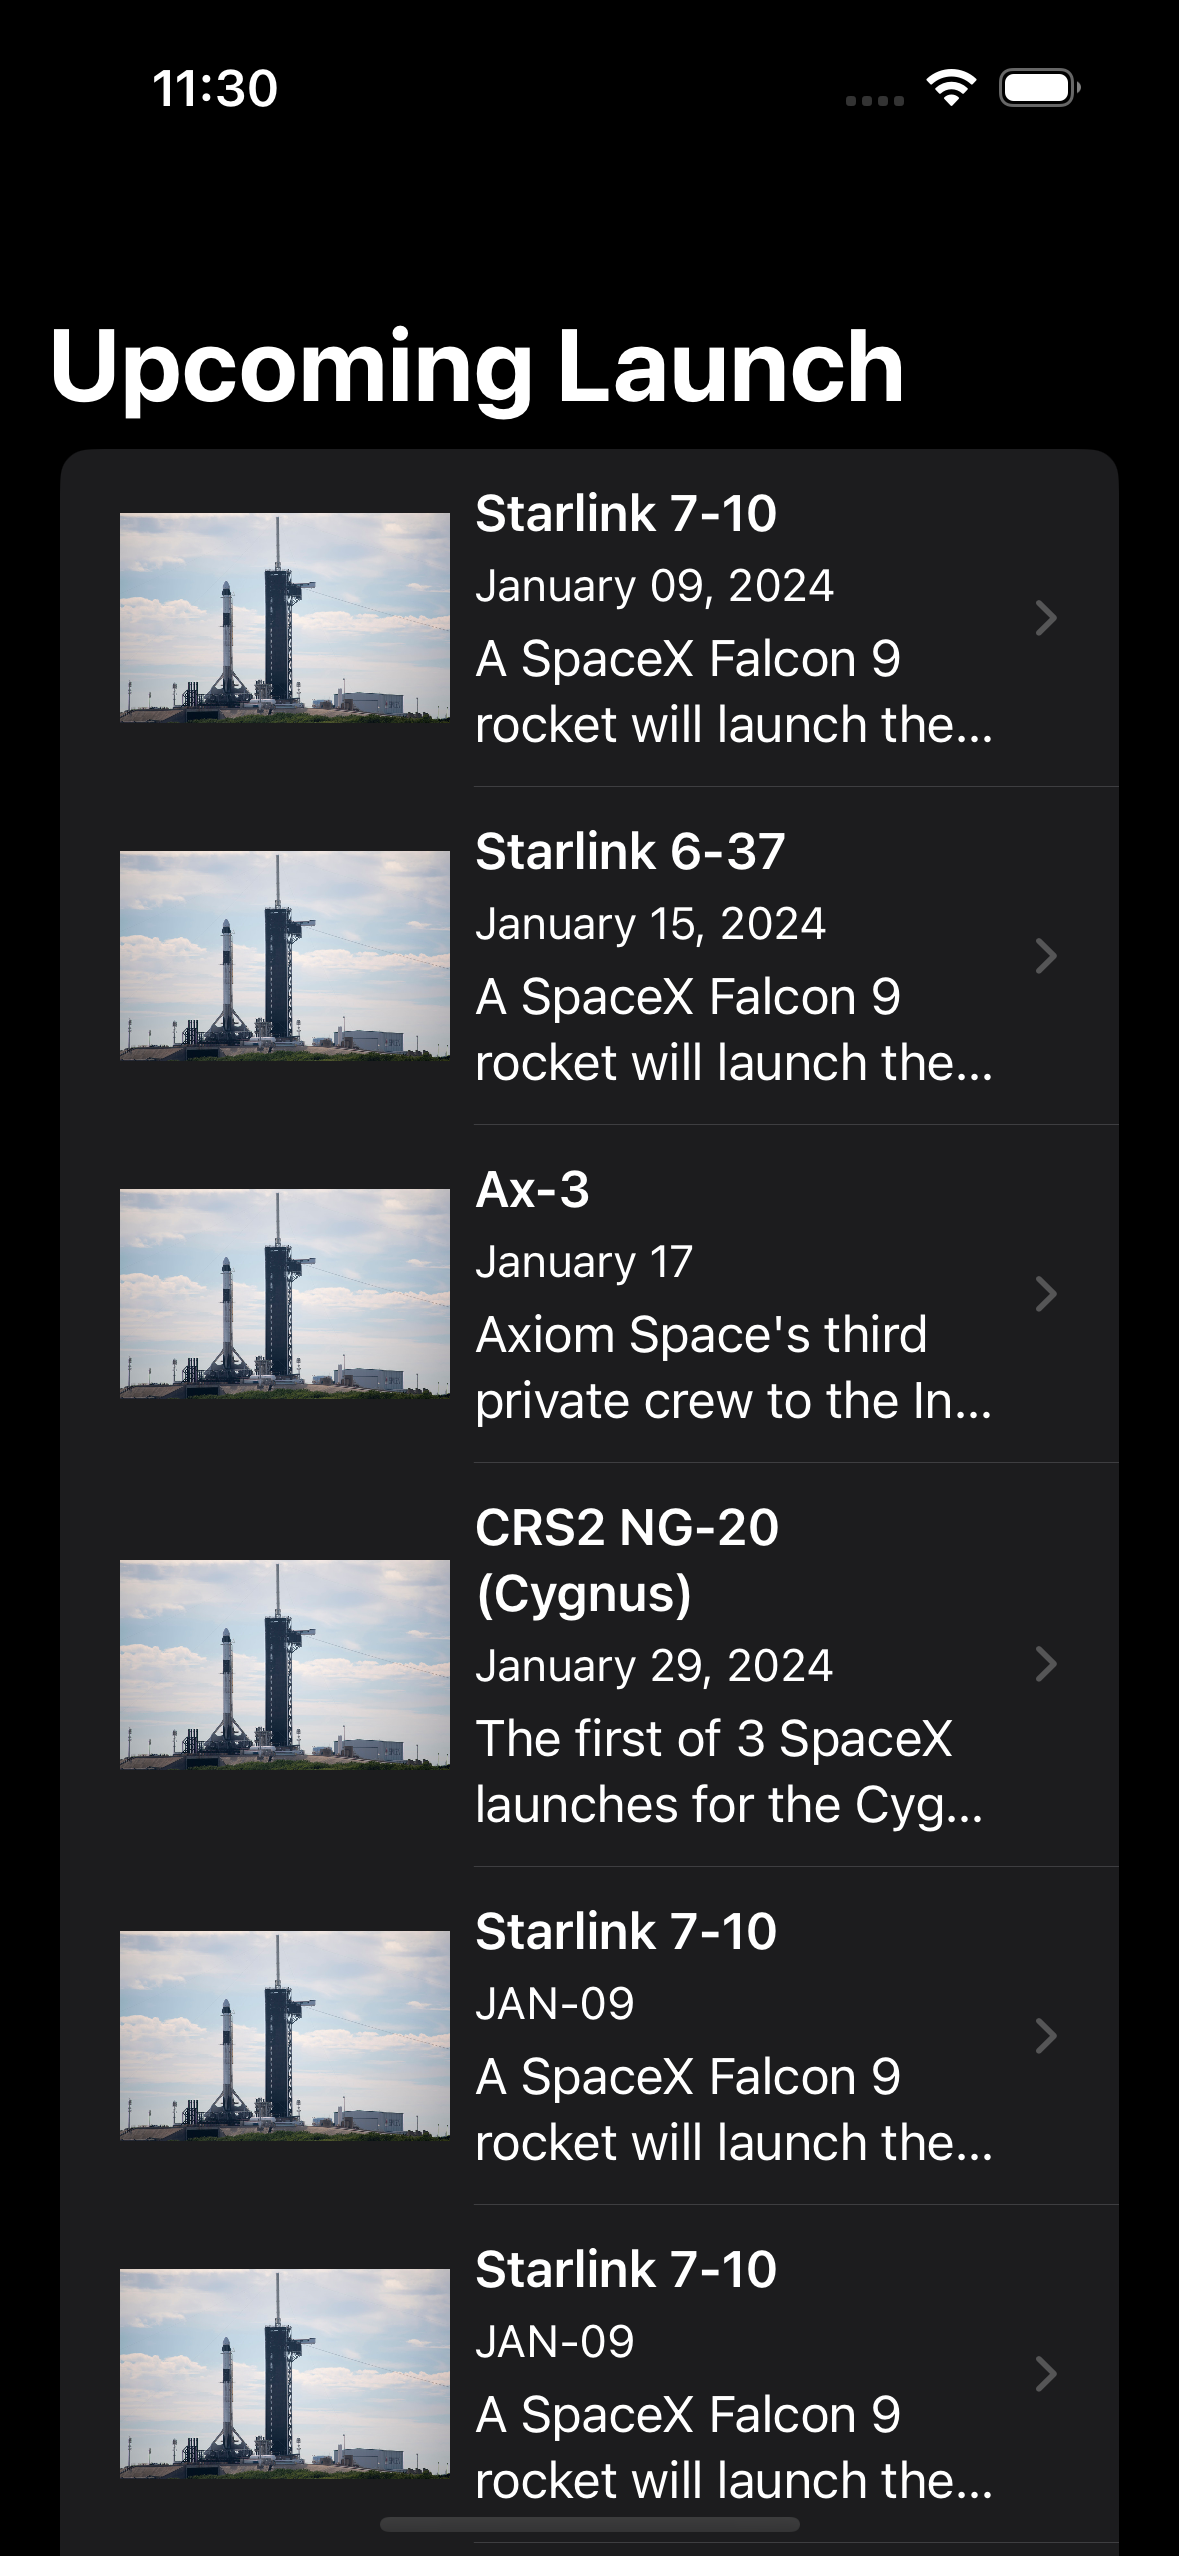 11:30
Upcoming Launch
Starlink 7-10
January 09, 2024
A SpaceX Falcon 9
rocket will launch the...
Starlink 6-37
January 15, 2024
A SpaceX Falcon 9
rocket will launch the...
Ax-3
January 17
Axiom Space's third
private crew to the In...
CRS2 NG-20
(Cygnus)
January 29, 2024
The first of 3 SpaceX
launches for the Cyg...
Starlink 7-10
JAN-09
A SpaceX Falcon 9
rocket will launch the...
Starlink 7-10
JAN-09
A SpaceX Falcon 9
rocket will launch the...